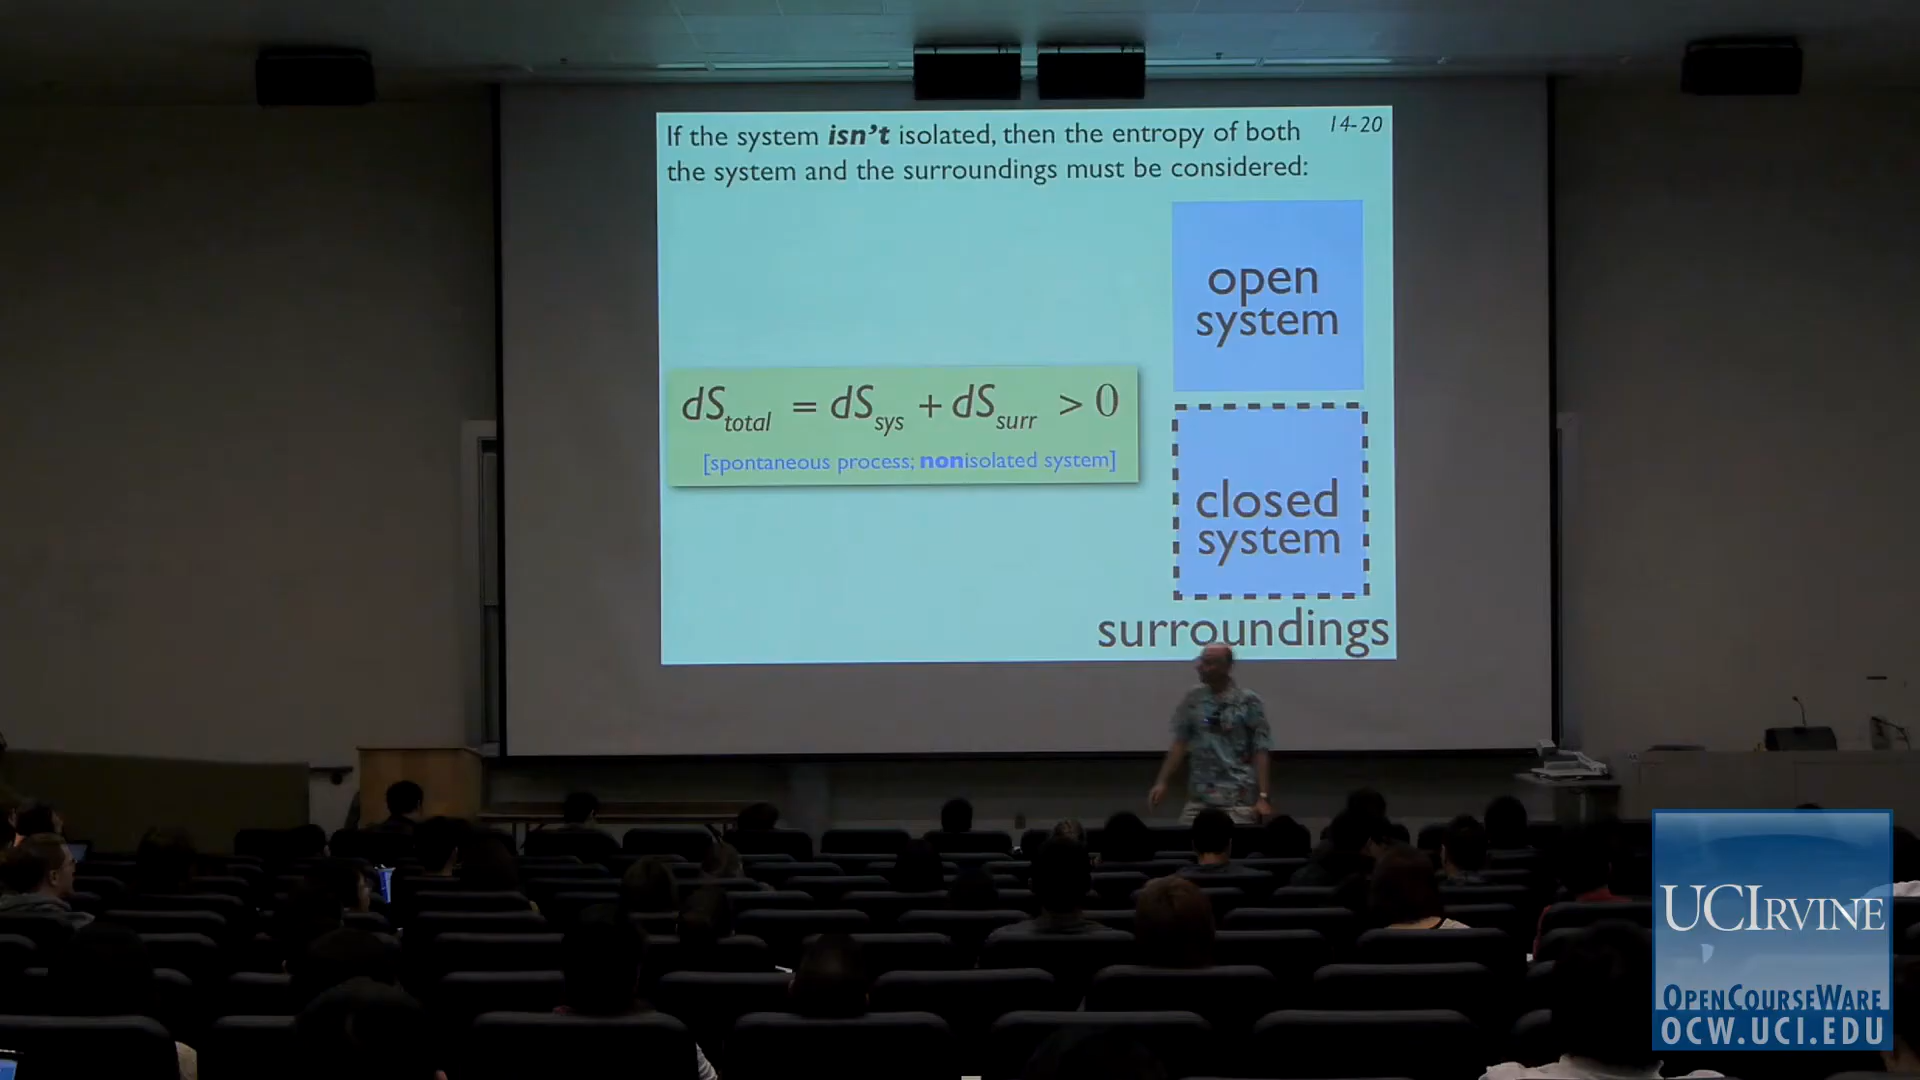 If the system isn't isolated, then the entropy of both
14-20
the system and the surroundings must be considered:
open
system
dS_total = dS_sys + dS_surr > 0
[spontaneous process; nonisolated system]
closed
system
surroundings
UCIRVINE
OPENCOURSEWARE
OCW.UCI.EDU